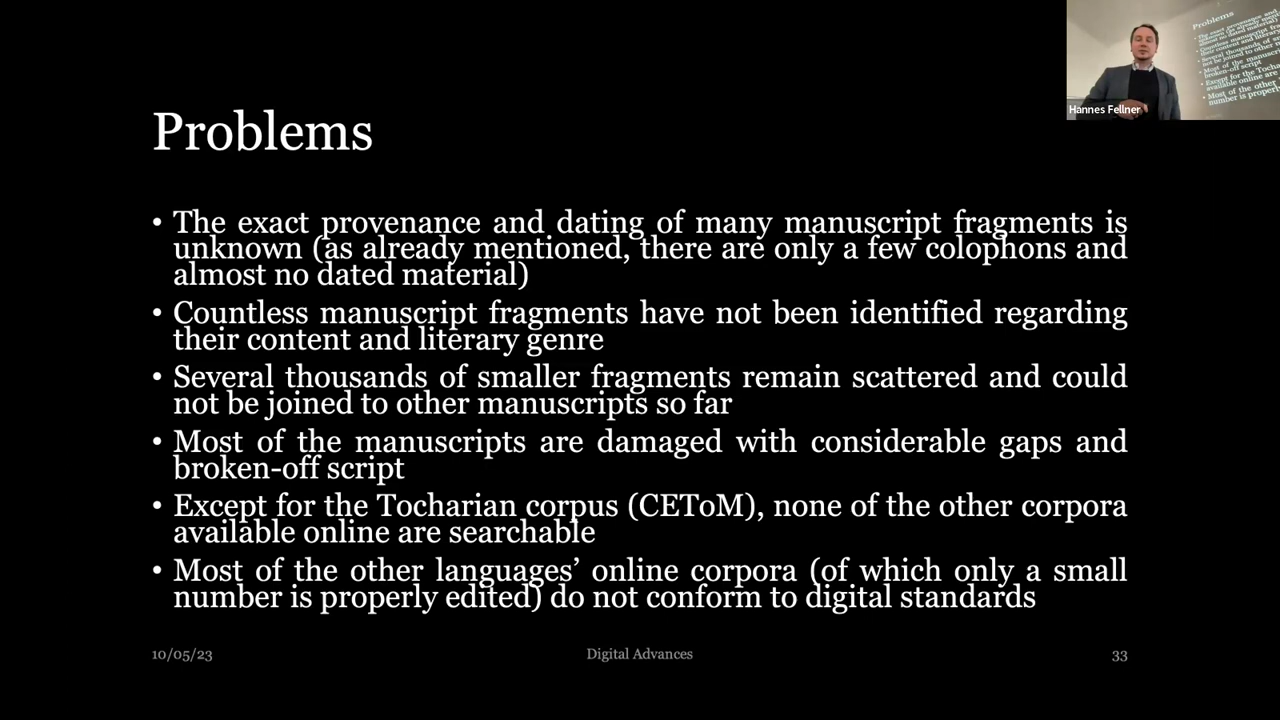 Problems
• The exact provenance and dating of many manuscript fragments is
unknown (as already mentioned, there are only a few colophons and
almost no dated material)
• Countless manuscript fragments have not been identified regarding
their content and literary genre
• Several thousands of smaller fragments remain scattered and could
not be joined to other manuscripts so far
• Most of the manuscripts are damaged with considerable gaps and
broken-off script
• Except for the Tocharian corpus (CEToM), none of the other corpora
available online are searchable
• Most of the other languages’ online corpora (of which only a small
number is properly edited) do not conform to digital standards
10/05/23
Digital Advances
33
Hannes Fellner
Problems